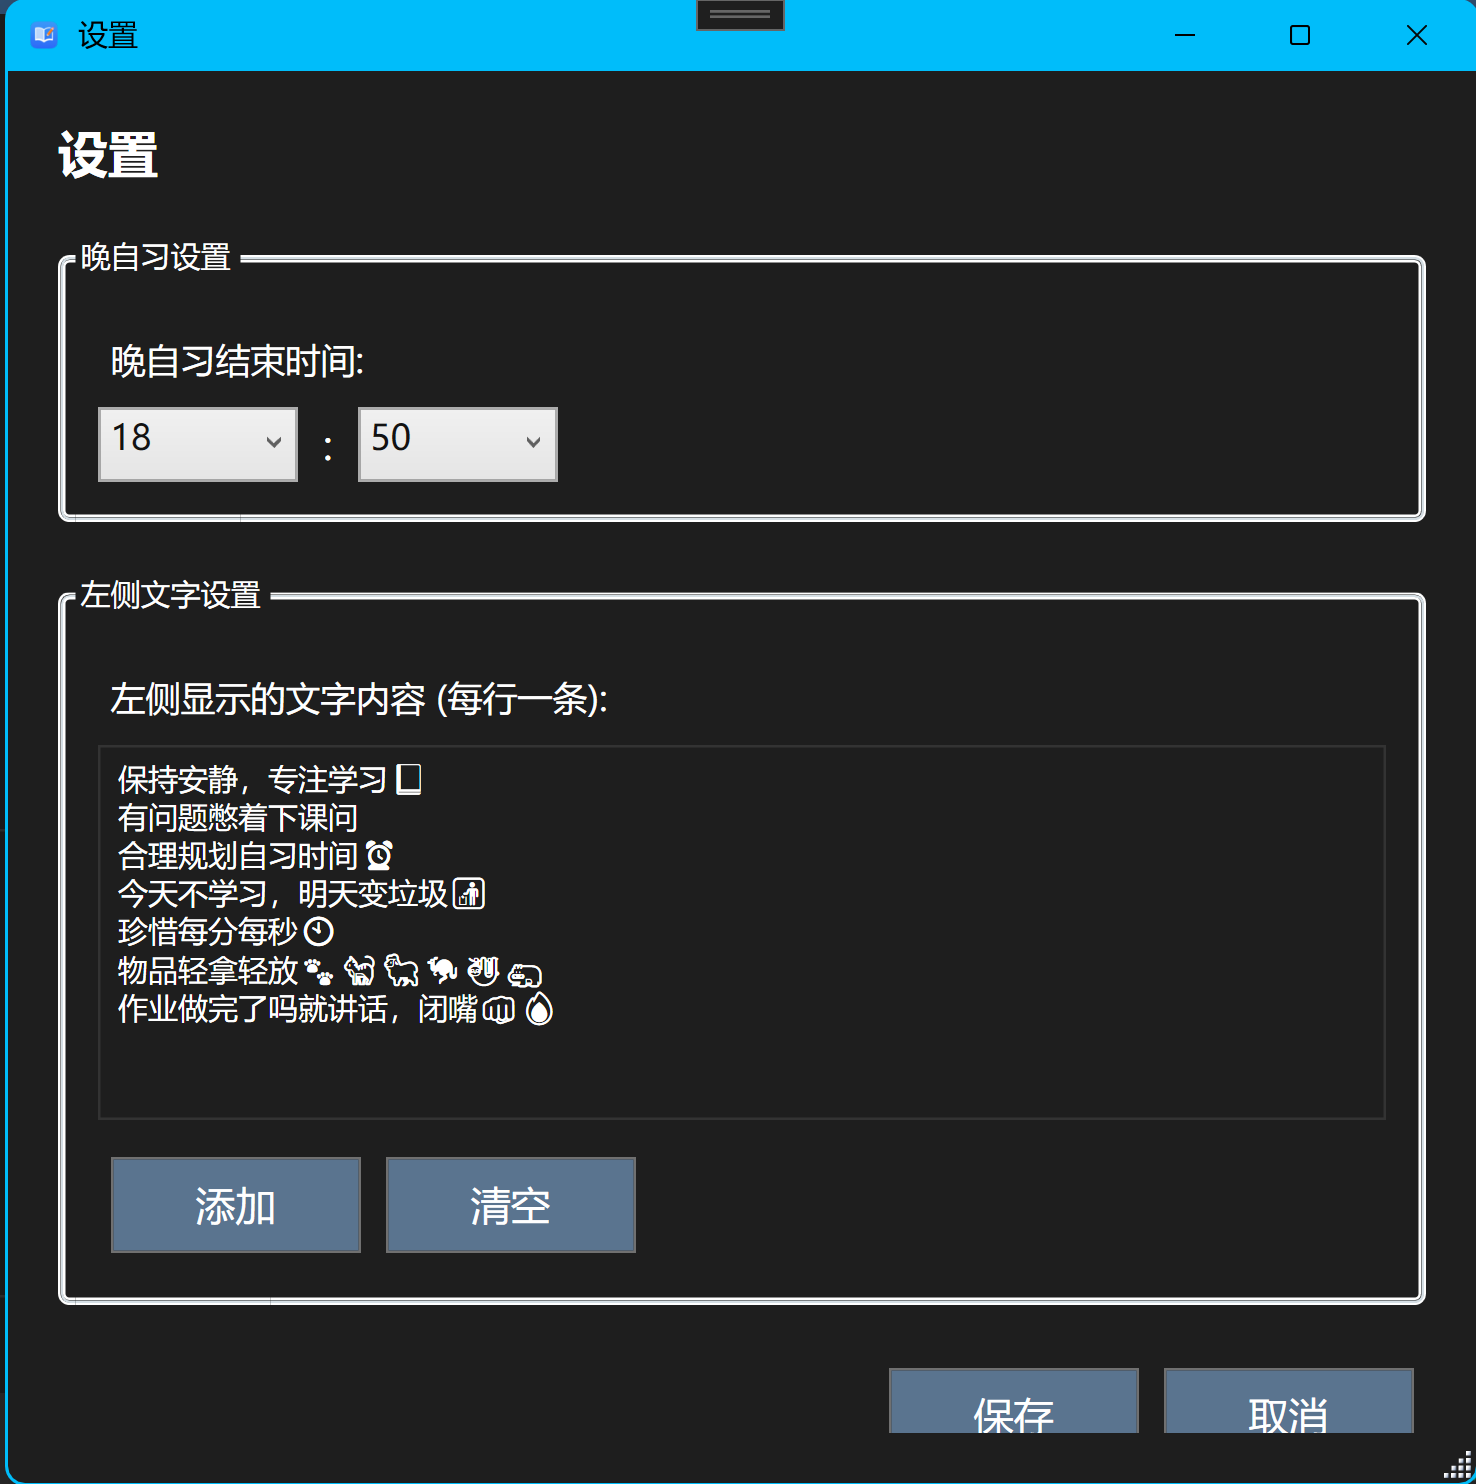 设置
设置
晚自习设置
晚自习结束时间:
18 : 50
左侧文字设置
左侧显示的文字内容 (每行一条):
保持安静，专注学习
有问题憋着下课问
合理规划自习时间⏰
今天不学习，明天变垃圾🚮
珍惜每分每秒
物品轻拿轻放🐾
作业做完了吗就讲话，闭嘴👊
添加 清空
保存 取消